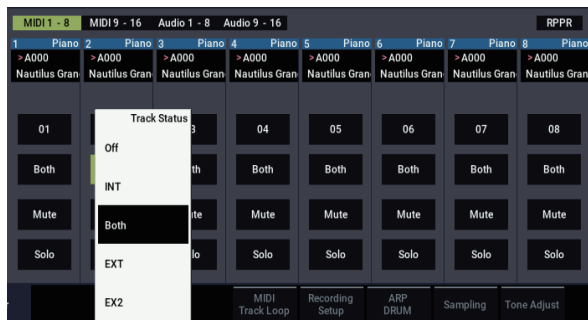 MIDI 1 - 8 MIDI 9 - 16 Audio 1 - 8 Audio 9 - 16 RPPR
1 Piano 2 Piano 3 Piano 4 Piano 5 Piano 6 Piano 7 Piano 8 Piano
>A000 >A000 >A000 >A000 >A000 >A000 >A000 >A000
Nautilus Gran Nautilus Gran Nautilus Gran Nautilus Gran Nautilus Gran Nautilus Gran Nautilus Gran Nautilus Gran
Track Status
Off
INT
Both
EXT
EX2
01 3 04 05 06 07 08
Both th Both Both Both Both Both
Mute te Mute Mute Mute Mute Mute
Solo lo Solo Solo Solo Solo Solo
MIDI Recording ARP Sampling Tone Adjust
Track Loop Setup DRUM